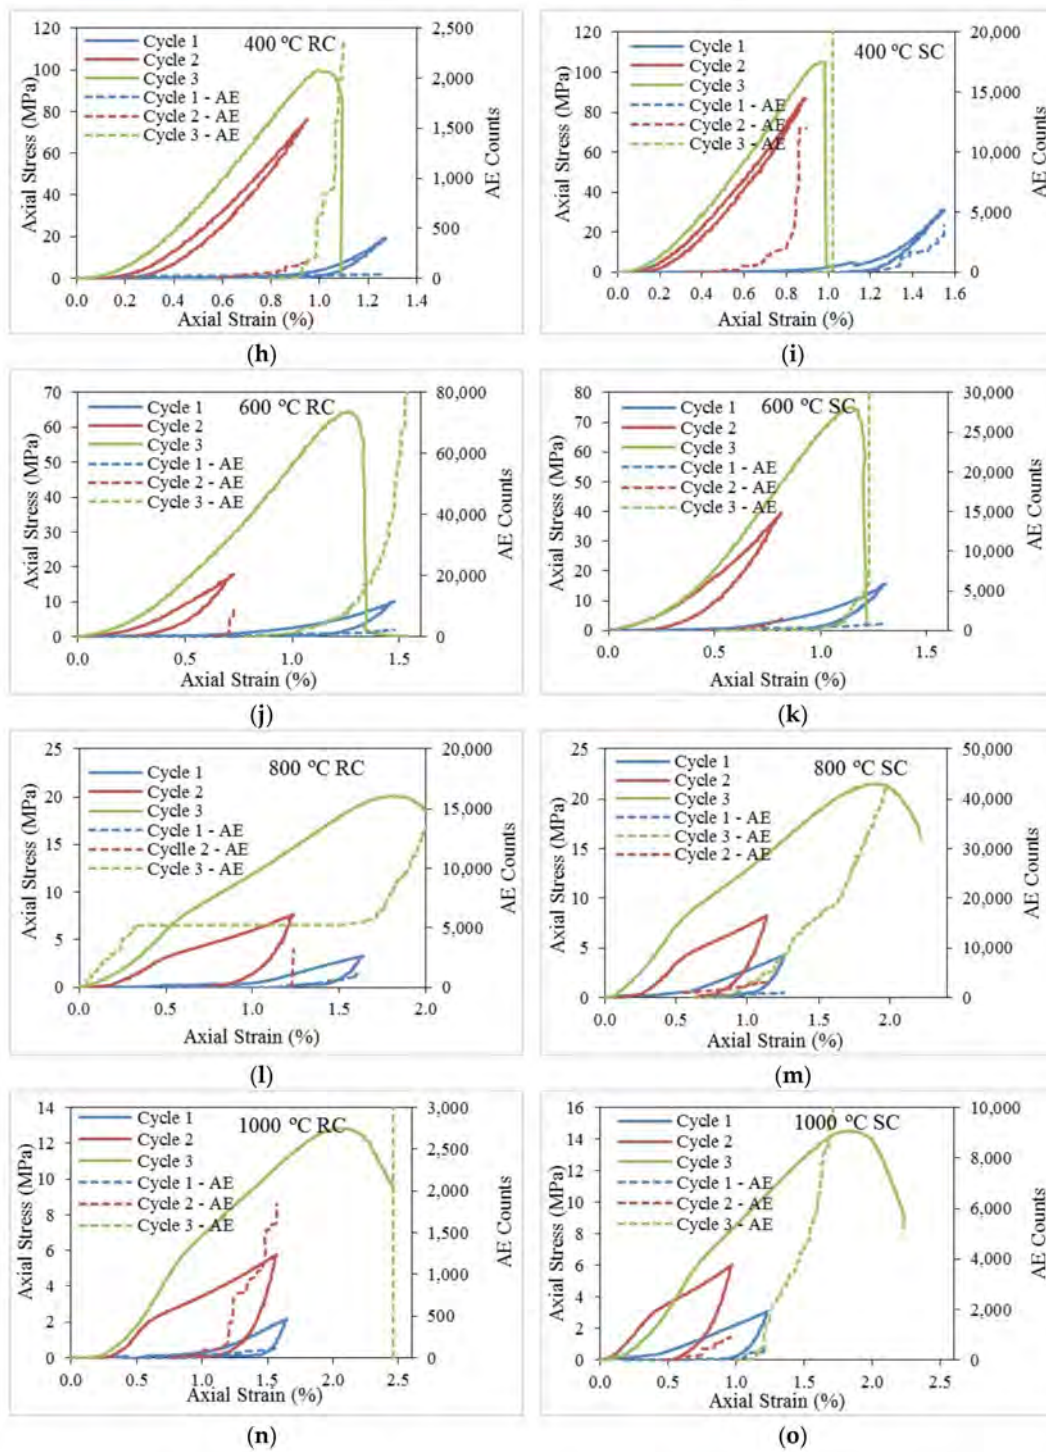 400 ºC RC
Cycle 1
Cycle 2
Cycle 3
Cycle 1 - AE
Cycle 2 - AE
Cycle 3 - AE
Axial Stress (MPa)
120
100
80
60
40
20
0
2,500
2,000
1,500
1,000
500
0
AE Counts
0.0 0.2 0.4 0.6 0.8 1.0 1.2 1.4
Axial Strain (%)
(h)
400 ºC SC
Cycle 1
Cycle 2
Cycle 3
Cycle 1 - AE
Cycle 2 - AE
Cycle 3 - AE
Axial Stress (MPa)
120
100
80
60
40
20
0
20,000
15,000
10,000
5,000
0
AE Counts
0.0 0.2 0.4 0.6 0.8 1.0 1.2 1.4 1.6
Axial Strain (%)
(i)
600 ºC RC
Cycle 1
Cycle 2
Cycle 3
Cycle 1 - AE
Cycle 2 - AE
Cycle 3 - AE
Axial Stress (MPa)
70
60
50
40
30
20
10
0
80,000
60,000
40,000
20,000
0
AE Counts
0.0 0.5 1.0 1.5
Axial Strain (%)
(j)
600 ºC SC
Cycle 1
Cycle 2
Cycle 3
Cycle 1 - AE
Cycle 2 - AE
Cycle 3 - AE
Axial Stress (MPa)
80
70
60
50
40
30
20
10
0
30,000
25,000
20,000
15,000
10,000
5,000
0
AE Counts
0.0 0.5 1.0 1.5
Axial Strain (%)
(k)
800 ºC RC
Cycle 1
Cycle 2
Cycle 3
Cycle 1 - AE
Cyclle 2 - AE
Cycle 3 - AE
Axial Stress (MPa)
25
20
15
10
5
0
20,000
15,000
10,000
5,000
0
AE Counts
0.0 0.5 1.0 1.5 2.0
Axial Strain (%)
(l)
800 ºC SC
Cycle 1
Cycle 2
Cycle 3
Cycle 1 - AE
Cycle 3 - AE
Cycle 2 - AE
Axial Stress (MPa)
25
20
15
10
5
0
50,000
40,000
30,000
20,000
10,000
0
AE Counts
0.0 0.5 1.0 1.5 2.0
Axial Strain (%)
(m)
1000 ºC RC
Cycle 1
Cycle 2
Cycle 3
Cycle 1 - AE
Cycle 2 - AE
Cycle 3 - AE
Axial Stress (MPa)
14
12
10
8
6
4
2
0
3,000
2,500
2,000
1,500
1,000
500
0
AE Counts
0.0 0.5 1.0 1.5 2.0 2.5
Axial Strain (%)
(n)
1000 ºC SC
Cycle 1
Cycle 2
Cycle 3
Cycle 1 - AE
Cycle 2 - AE
Cycle 3 - AE
Axial Stress (MPa)
16
14
12
10
8
6
4
2
0
10,000
8,000
6,000
4,000
2,000
0
AE Counts
0.0 0.5 1.0 1.5 2.0 2.5
Axial Strain (%)
(o)